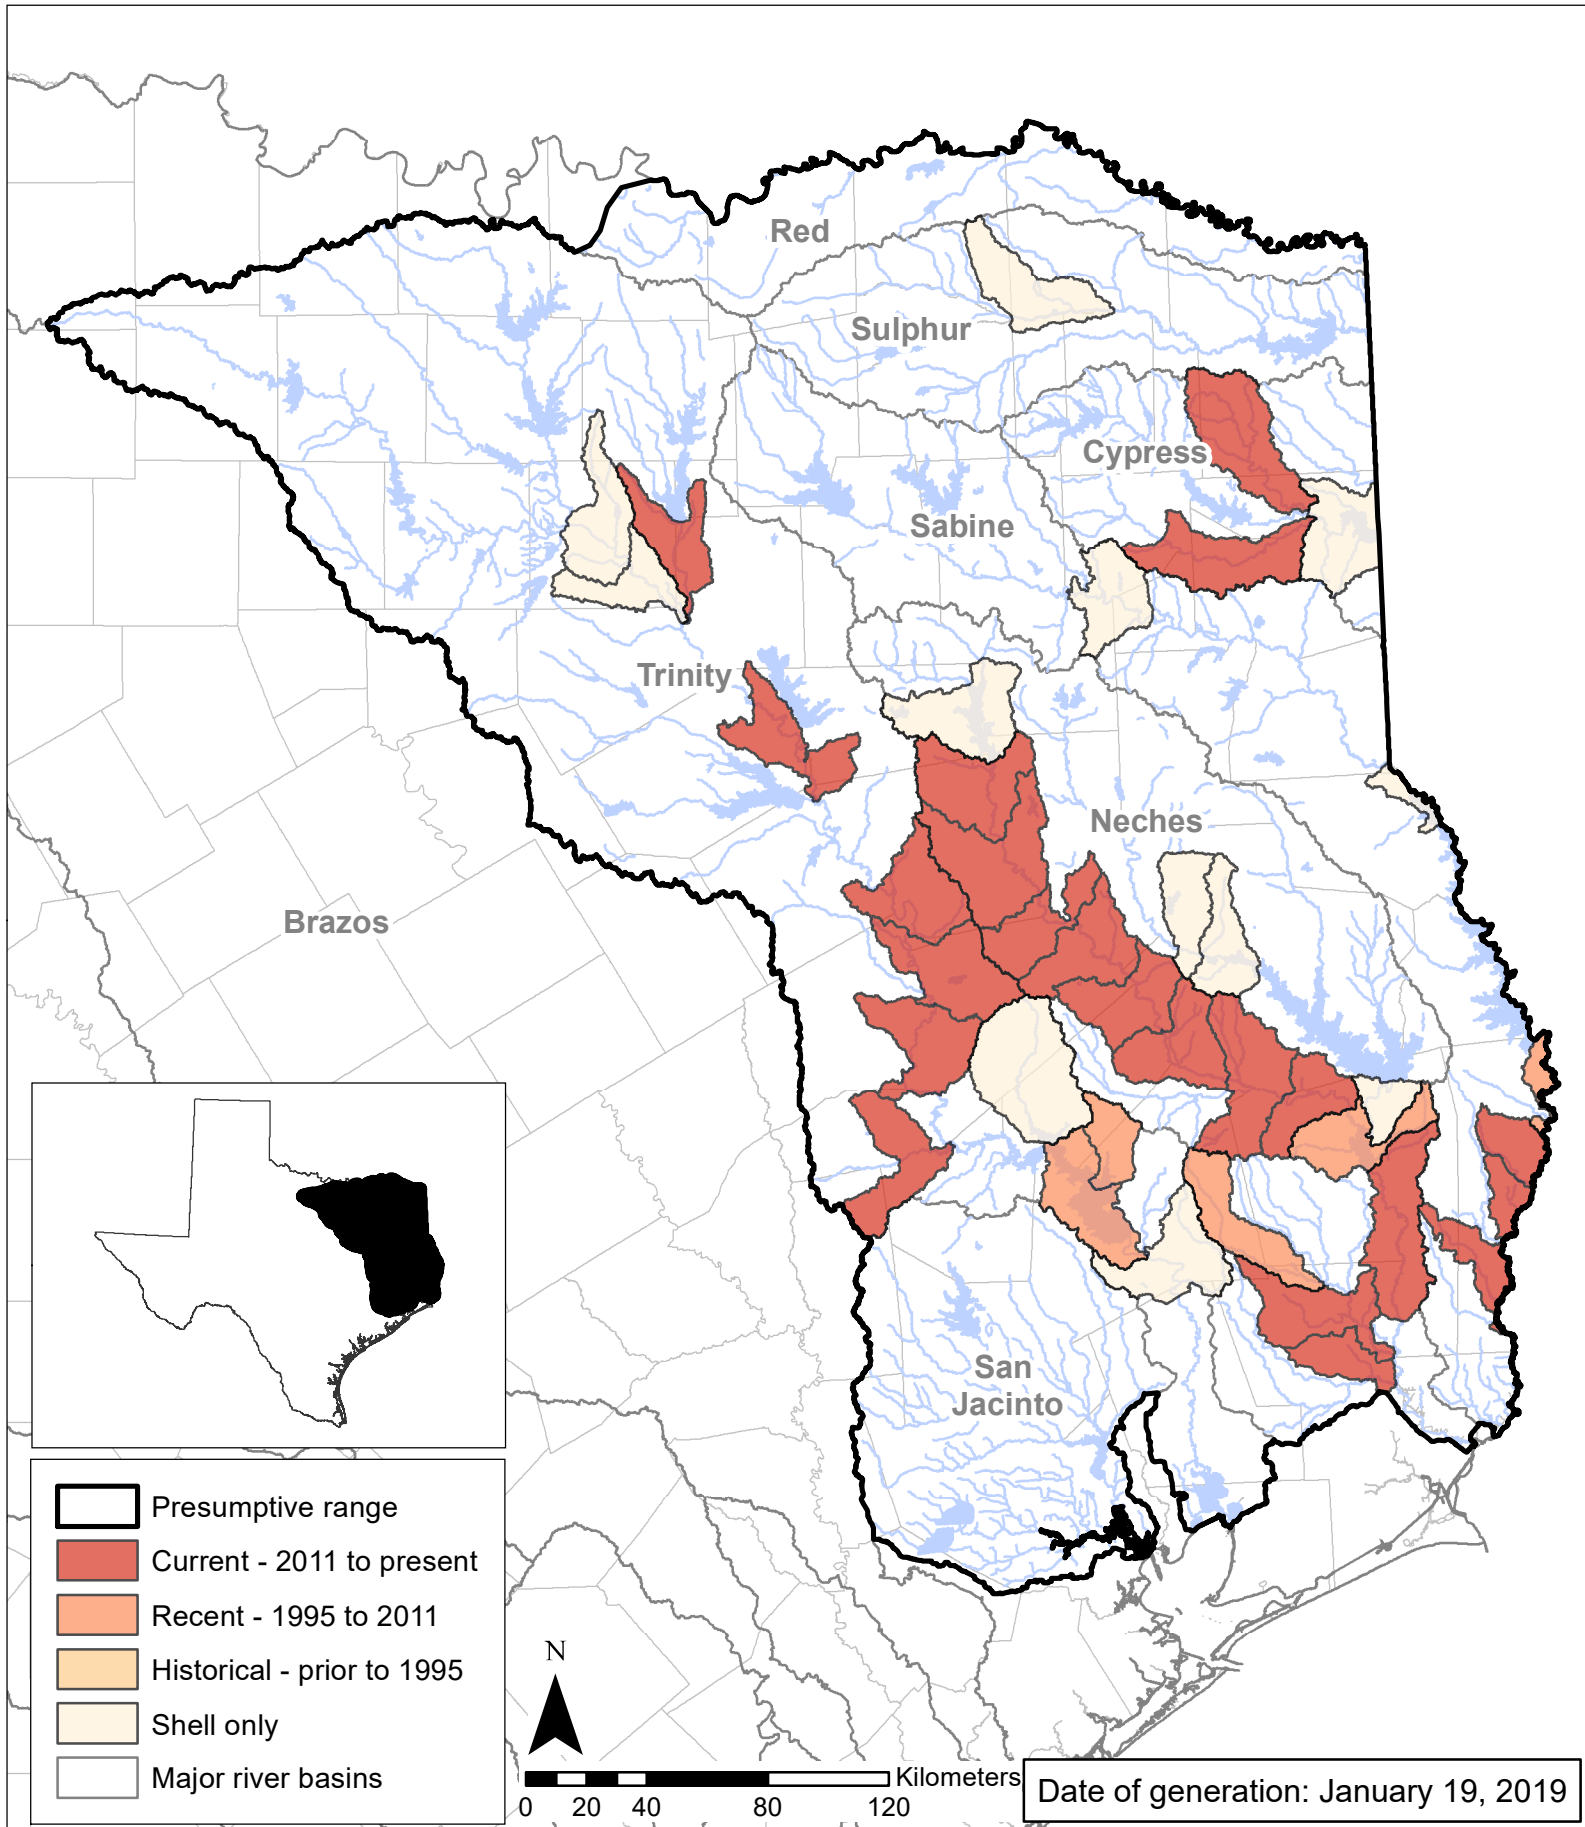 Red
Sulphur
Cypress
Sabine
Trinity
Neches
Brazos
San
Jacinto
Presumptive range
Current - 2011 to present
Recent - 1995 to 2011
Historical - prior to 1995
Shell only
Major river basins
N
Kilometers
0 20 40 80 120
Date of generation: January 19, 2019